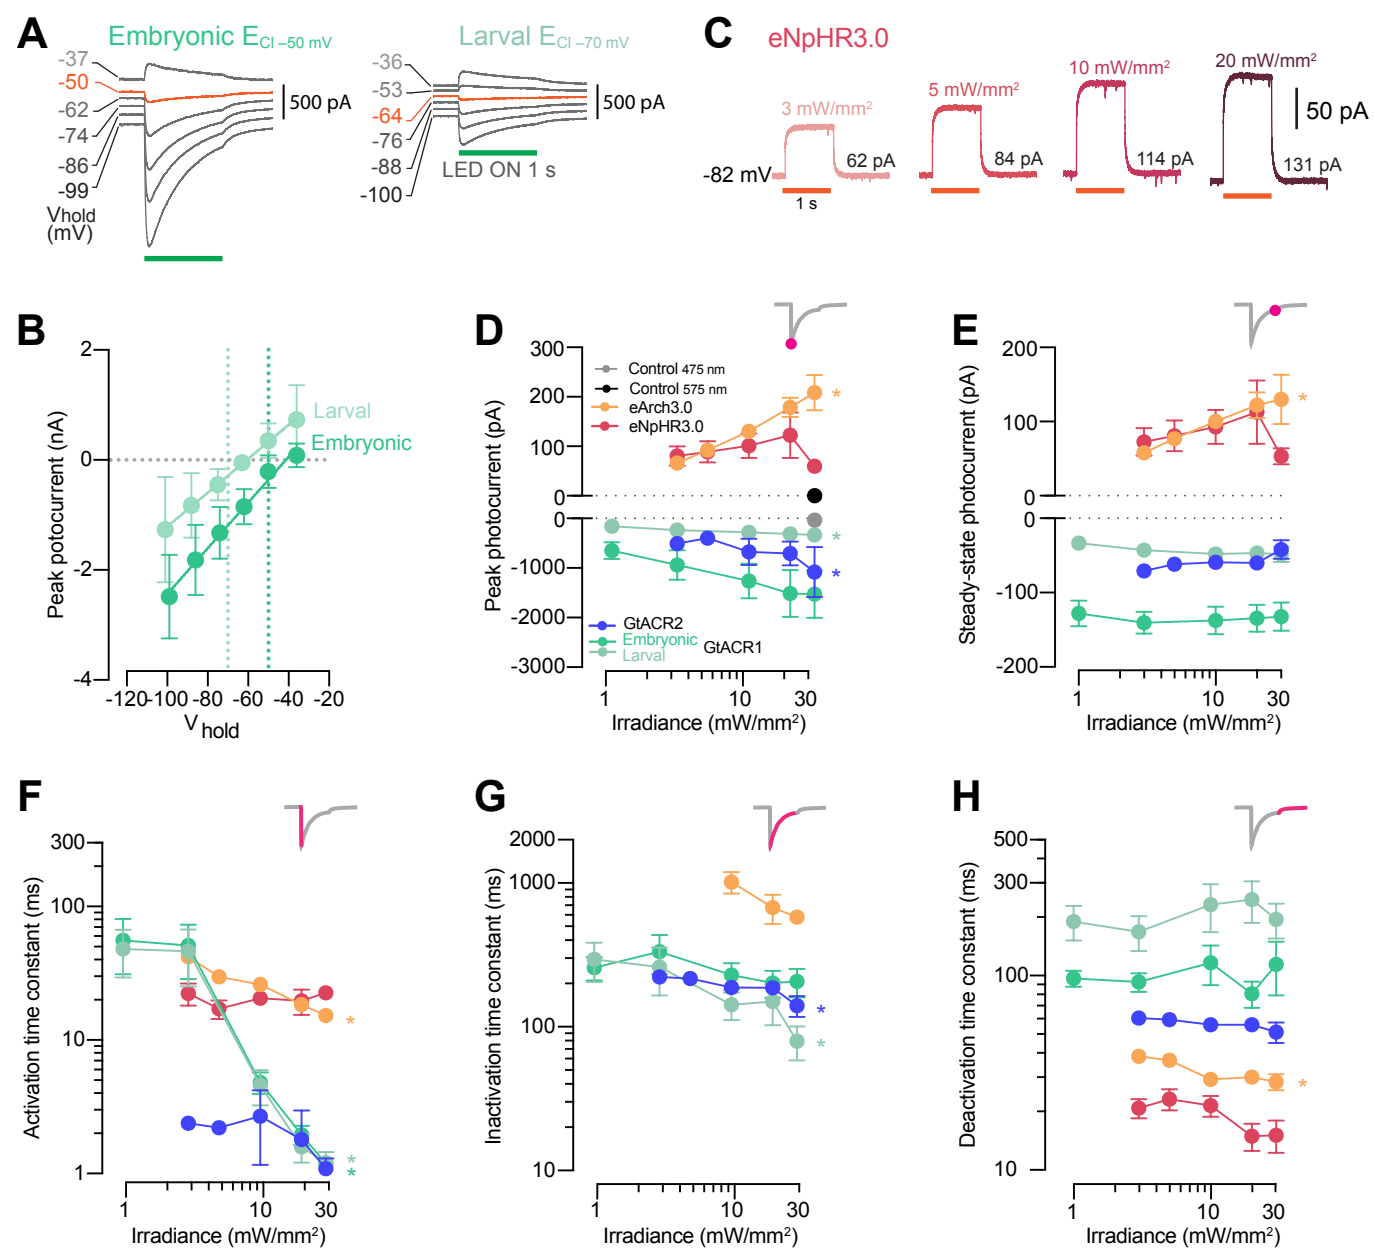 A
Embryonic E Cl –50 mV
-37
-50
-62
-74
-86
-99
Vhold
(mV)
500 pA
Larval E Cl –70 mV
-36
-53
-64
-76
-88
-100
500 pA
LED ON 1 s
C
eNpHR3.0
3 mW/mm²
5 mW/mm²
10 mW/mm²
20 mW/mm²
50 pA
-82 mV
62 pA
84 pA
114 pA
131 pA
1 s
B
Peak potocurrent (nA)
2
0
-2
-4
Larval
Embryonic
-120 -100 -80 -60 -40 -20
V hold
D
Peak photocurrent (pA)
300
200
100
0
0
-1000
-2000
-3000
Control 475 nm
Control 575 nm
eArch3.0
eNpHR3.0
*
*
*
GtACR2
Embryonic
Larval
GtACR1
1 10 30
Irradiance (mW/mm²)
E
Steady-state photocurrent (pA)
200
100
0
0
-100
-200
*
1 10 30
Irradiance (mW/mm²)
F
Activation time constant (ms)
300
100
10
1
*
*
*
1 10 30
Irradiance (mW/mm²)
G
Inactivation time constant (ms)
2000
1000
100
10
*
*
1 10 30
Irradiance (mW/mm²)
H
Deactivation time constant (ms)
500
300
100
10
*
1 10 30
Irradiance (mW/mm²)